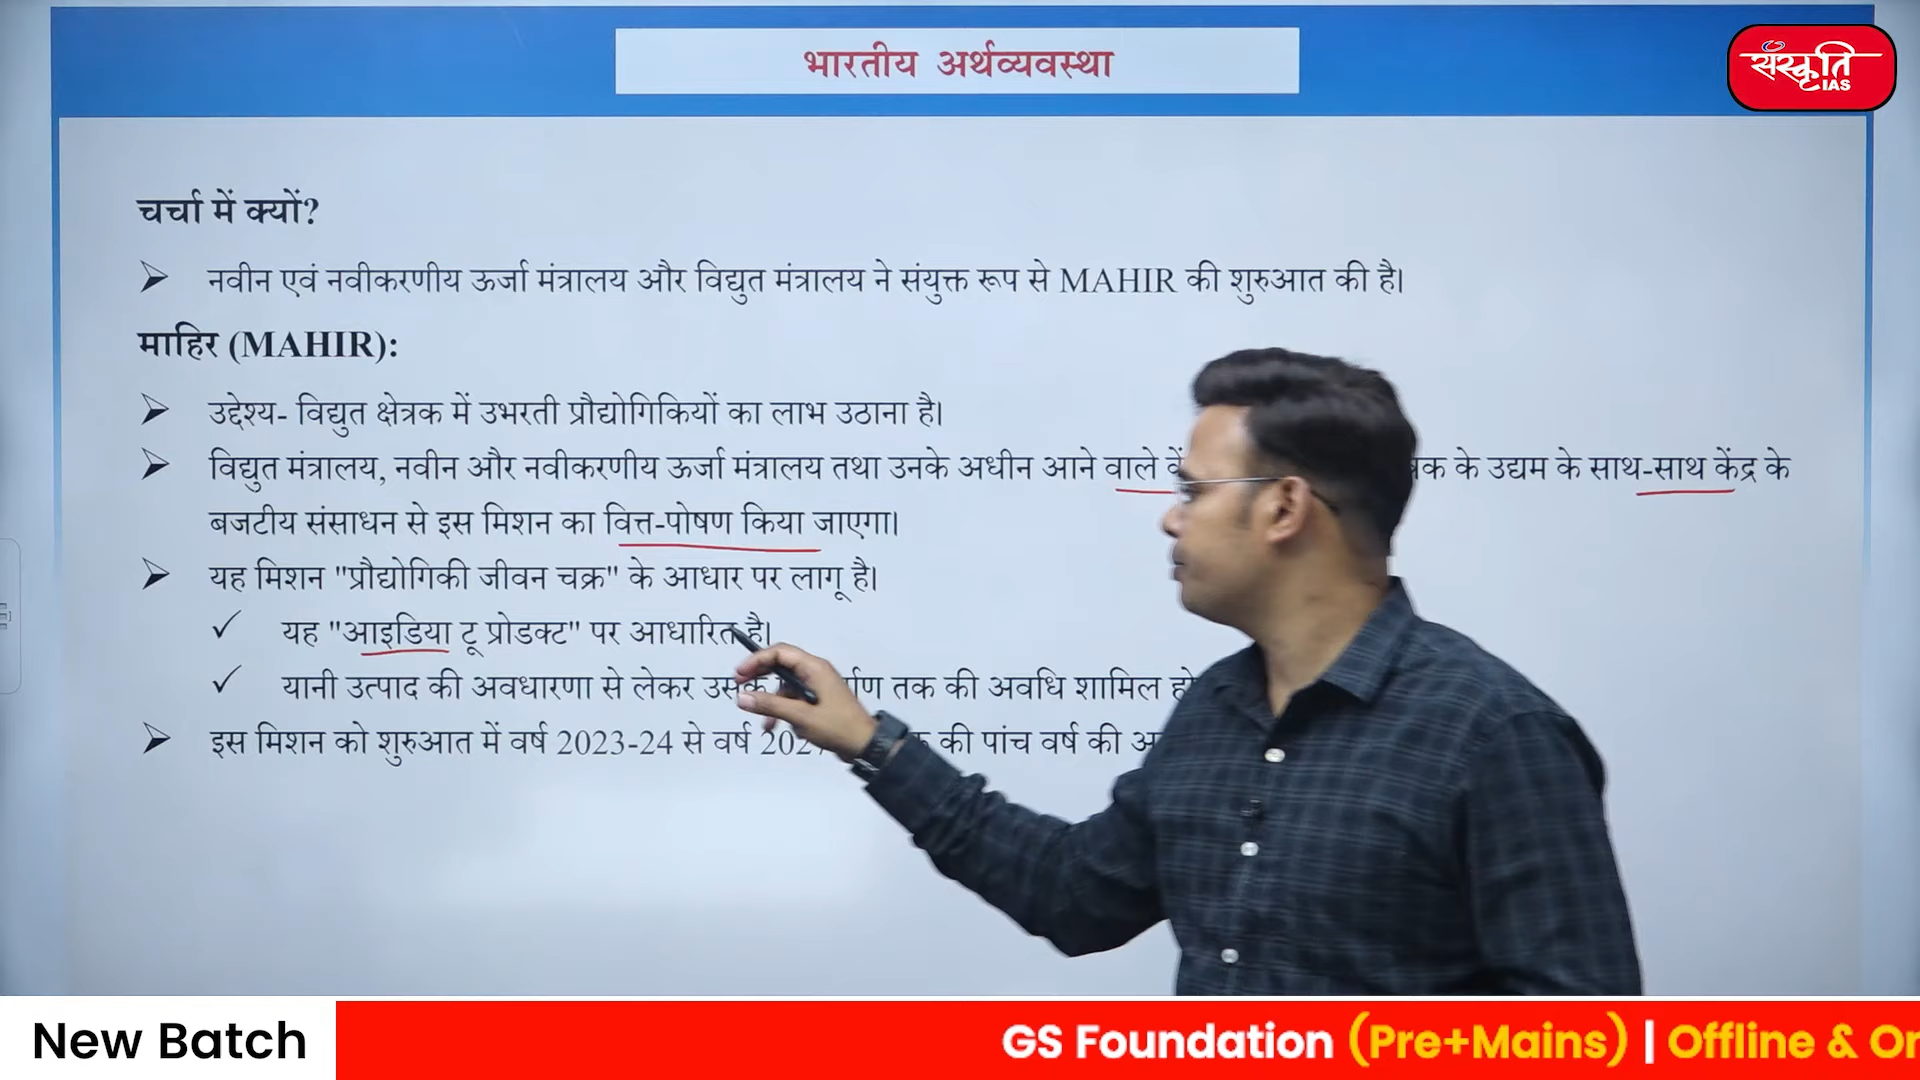 भारतीय अर्थव्यवस्था
संस्कृति
IAS
चर्चा में क्यों?
नवीन एवं नवीकरणीय ऊर्जा मंत्रालय और विद्युत मंत्रालय ने संयुक्त रूप से MAHIR की शुरुआत की है।
माहिर (MAHIR):
उद्देश्य- विद्युत क्षेत्रक में उभरती प्रौद्योगिकियों का लाभ उठाना है।
विद्युत मंत्रालय, नवीन और नवीकरणीय ऊर्जा मंत्रालय तथा उनके अधीन आने वाले के उद्यम के साथ-साथ केंद्र के
बजटीय संसाधन से इस मिशन का वित्त-पोषण किया जाएगा।
यह मिशन "प्रौद्योगिकी जीवन चक्र" के आधार पर लागू है।
यह "आइडिया टू प्रोडक्ट" पर आधारित है।
यानी उत्पाद की अवधारणा से लेकर तक की अवधि शामिल
इस मिशन को शुरुआत में वर्ष 2023-24 से वर्ष की पांच वर्ष की
New Batch
GS Foundation (Pre+Mains) | Offline &